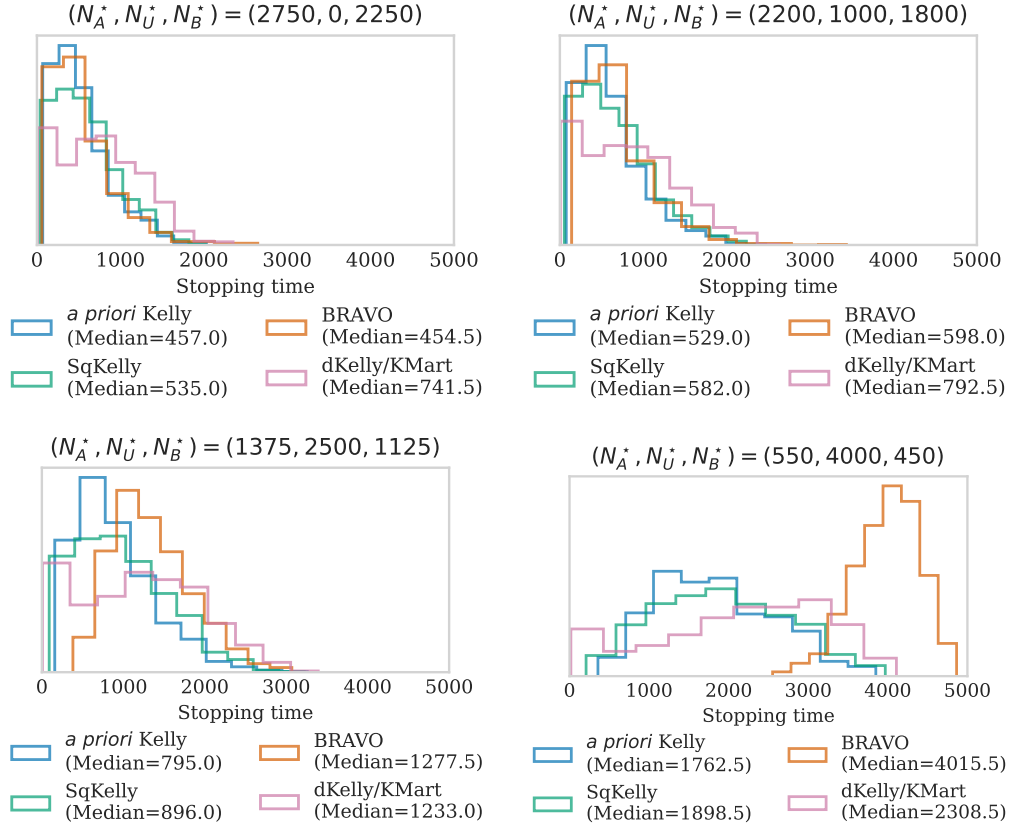 (N_A^⋆, N_U^⋆, N_B^⋆) = (2750, 0, 2250)
0 1000 2000 3000 4000 5000
Stopping time
a priori Kelly
(Median=457.0)
BRAVO
(Median=454.5)
SqKelly
(Median=535.0)
dKelly/KMart
(Median=741.5)
(N_A^⋆, N_U^⋆, N_B^⋆) = (2200, 1000, 1800)
0 1000 2000 3000 4000 5000
Stopping time
a priori Kelly
(Median=529.0)
BRAVO
(Median=598.0)
SqKelly
(Median=582.0)
dKelly/KMart
(Median=792.5)
(N_A^⋆, N_U^⋆, N_B^⋆) = (1375, 2500, 1125)
0 1000 2000 3000 4000 5000
Stopping time
a priori Kelly
(Median=795.0)
BRAVO
(Median=1277.5)
SqKelly
(Median=896.0)
dKelly/KMart
(Median=1233.0)
(N_A^⋆, N_U^⋆, N_B^⋆) = (550, 4000, 450)
0 1000 2000 3000 4000 5000
Stopping time
a priori Kelly
(Median=1762.5)
BRAVO
(Median=4015.5)
SqKelly
(Median=1898.5)
dKelly/KMart
(Median=2308.5)